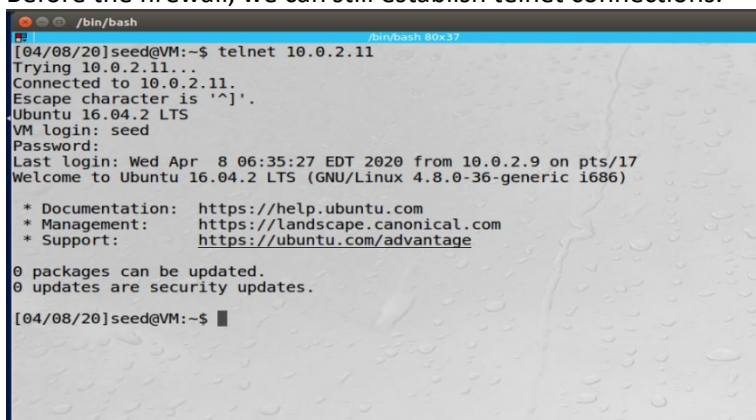 Before the firewall, we can still establish telnet connections.
/bin/bash
/bin/bash 80x37
[04/08/20]seed@VM:~$ telnet 10.0.2.11
Trying 10.0.2.11...
Connected to 10.0.2.11.
Escape character is '^]'.
Ubuntu 16.04.2 LTS
VM login: seed
Password:
Last login: Wed Apr  8 06:35:27 EDT 2020 from 10.0.2.9 on pts/17
Welcome to Ubuntu 16.04.2 LTS (GNU/Linux 4.8.0-36-generic i686)
 * Documentation:  https://help.ubuntu.com
 * Management:     https://landscape.canonical.com
 * Support:        https://ubuntu.com/advantage
0 packages can be updated.
0 updates are security updates.
[04/08/20]seed@VM:~$